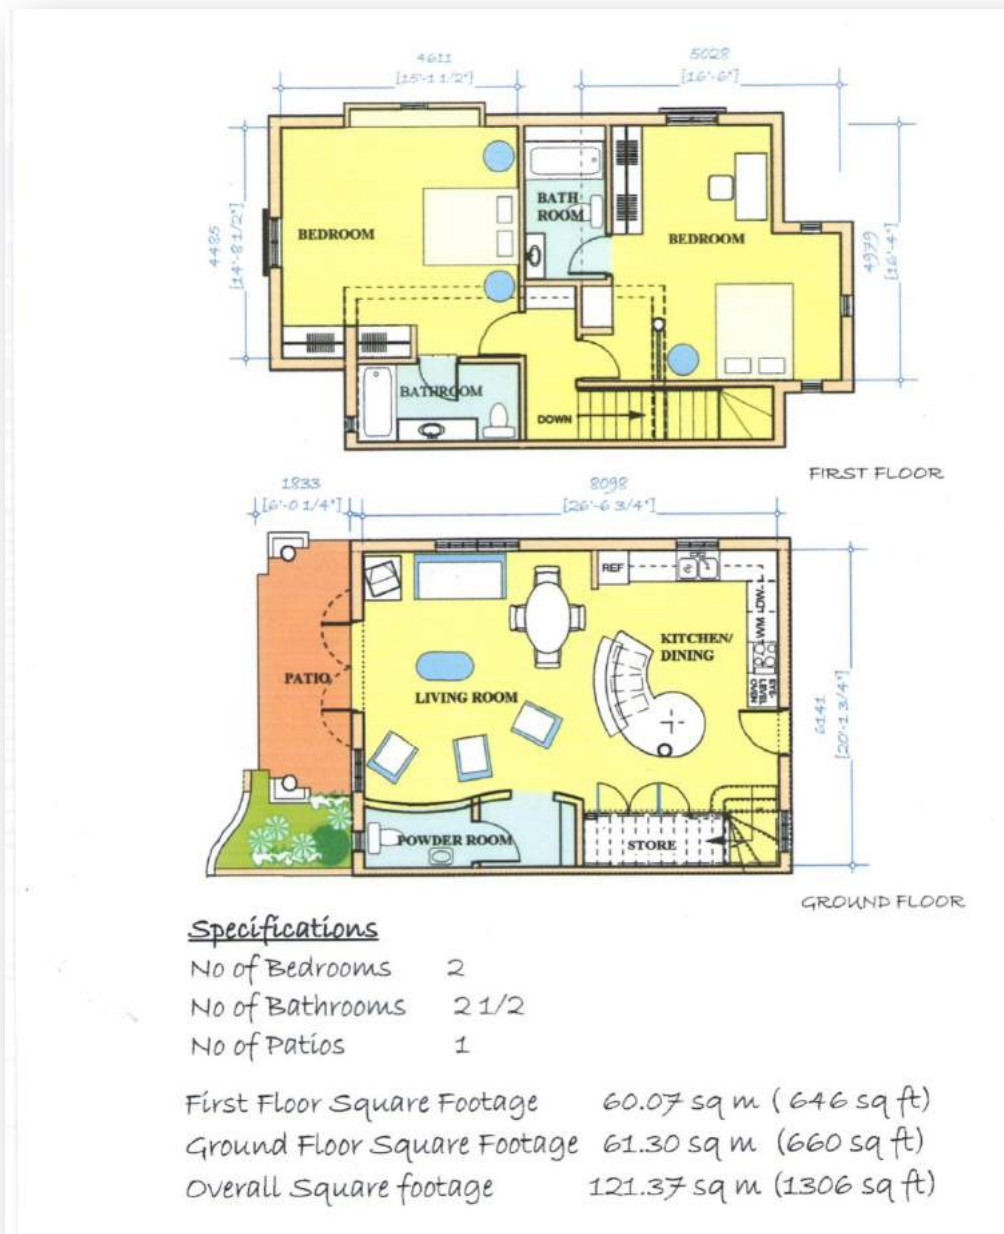 4611
[15'-1 1/2"]
5028
[16'-6"]
4485
[14'-8 1/2"]
BEDROOM
BATH
ROOM
BEDROOM
4979
[16'-4"]
BATHROOM
DOWN
FIRST FLOOR
1833
[6'-0 1/4"]
8098
[26'-6 3/4"]
REF
KITCHEN/
DINING
W/M
EYE-
LEVEL
OVEN
PATIO
LIVING ROOM
6141
[20'-1 3/4"]
POWDER ROOM
STORE
GROUND FLOOR
Specifications
No of Bedrooms 2
No of Bathrooms 2 1/2
No of Patios 1
First Floor Square Footage 60.07 sq m ( 646 sq ft)
Ground Floor Square Footage 61.30 sq m (660 sq ft)
Overall Square footage 121.37 sq m (1306 sq ft)